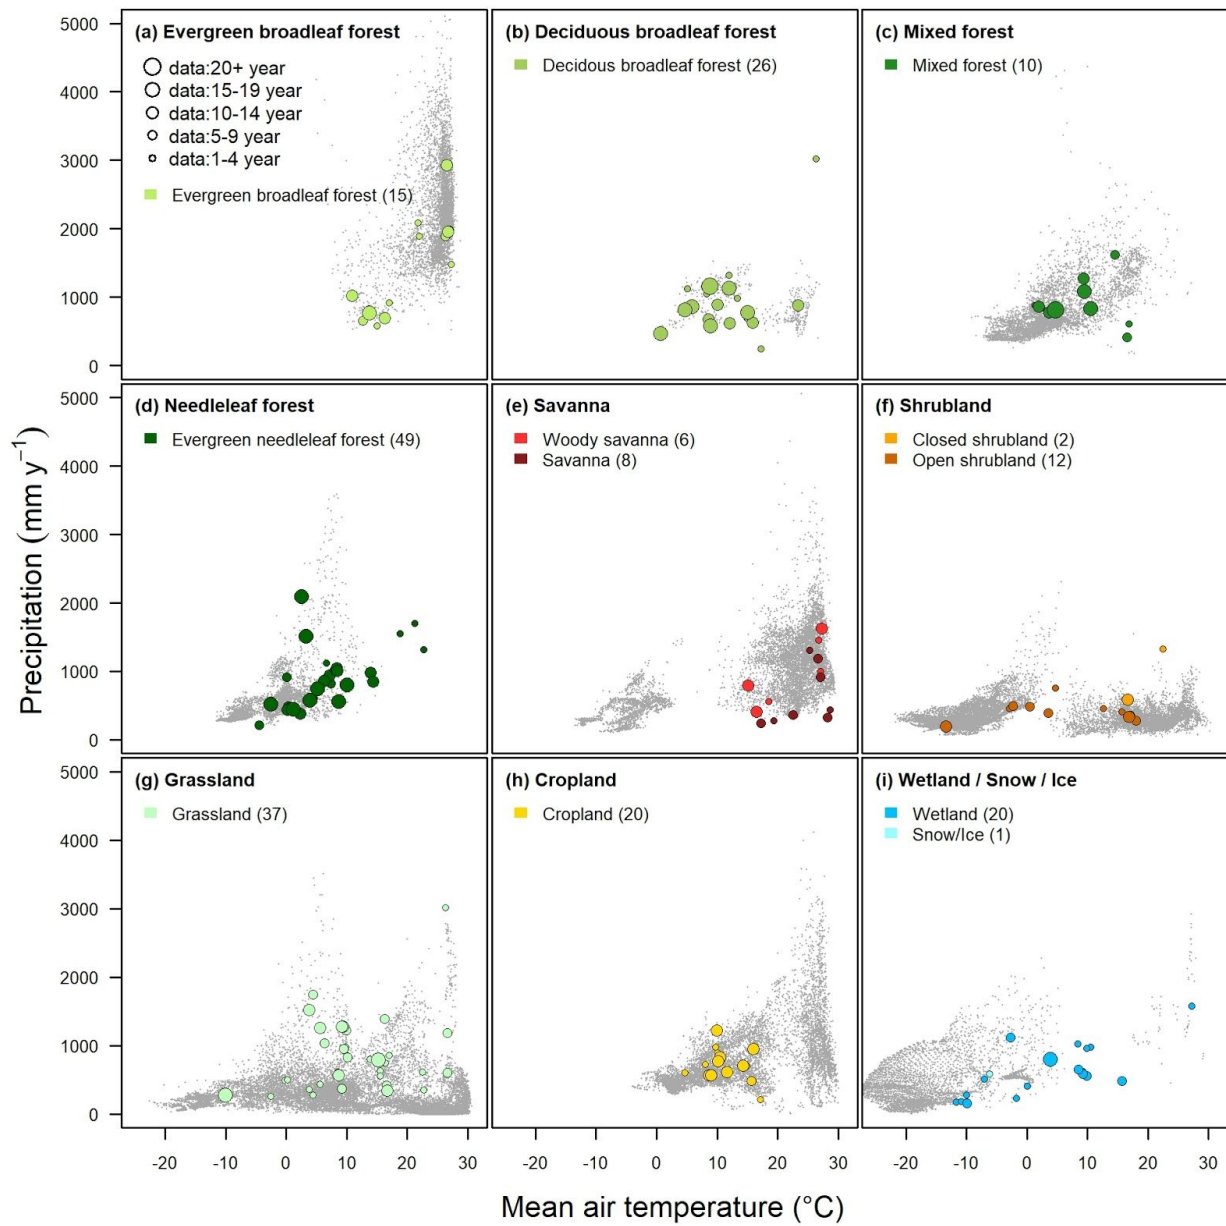 (a) Evergreen broadleaf forest
data:20+ year
data:15-19 year
data:10-14 year
data:5-9 year
data:1-4 year
Evergreen broadleaf forest (15)
(b) Deciduous broadleaf forest
Decidous broadleaf forest (26)
(c) Mixed forest
Mixed forest (10)
5000
4000
3000
2000
1000
0
(d) Needleleaf forest
Evergreen needleleaf forest (49)
(e) Savanna
Woody savanna (6)
Savanna (8)
(f) Shrubland
Closed shrubland (2)
Open shrubland (12)
5000
4000
3000
2000
1000
0
Precipitation (mm y⁻¹)
(g) Grassland
Grassland (37)
(h) Cropland
Cropland (20)
(i) Wetland / Snow / Ice
Wetland (20)
Snow/Ice (1)
5000
4000
3000
2000
1000
0
-20 -10 0 10 20 30
-20 -10 0 10 20 30
-20 -10 0 10 20 30
Mean air temperature (°C)